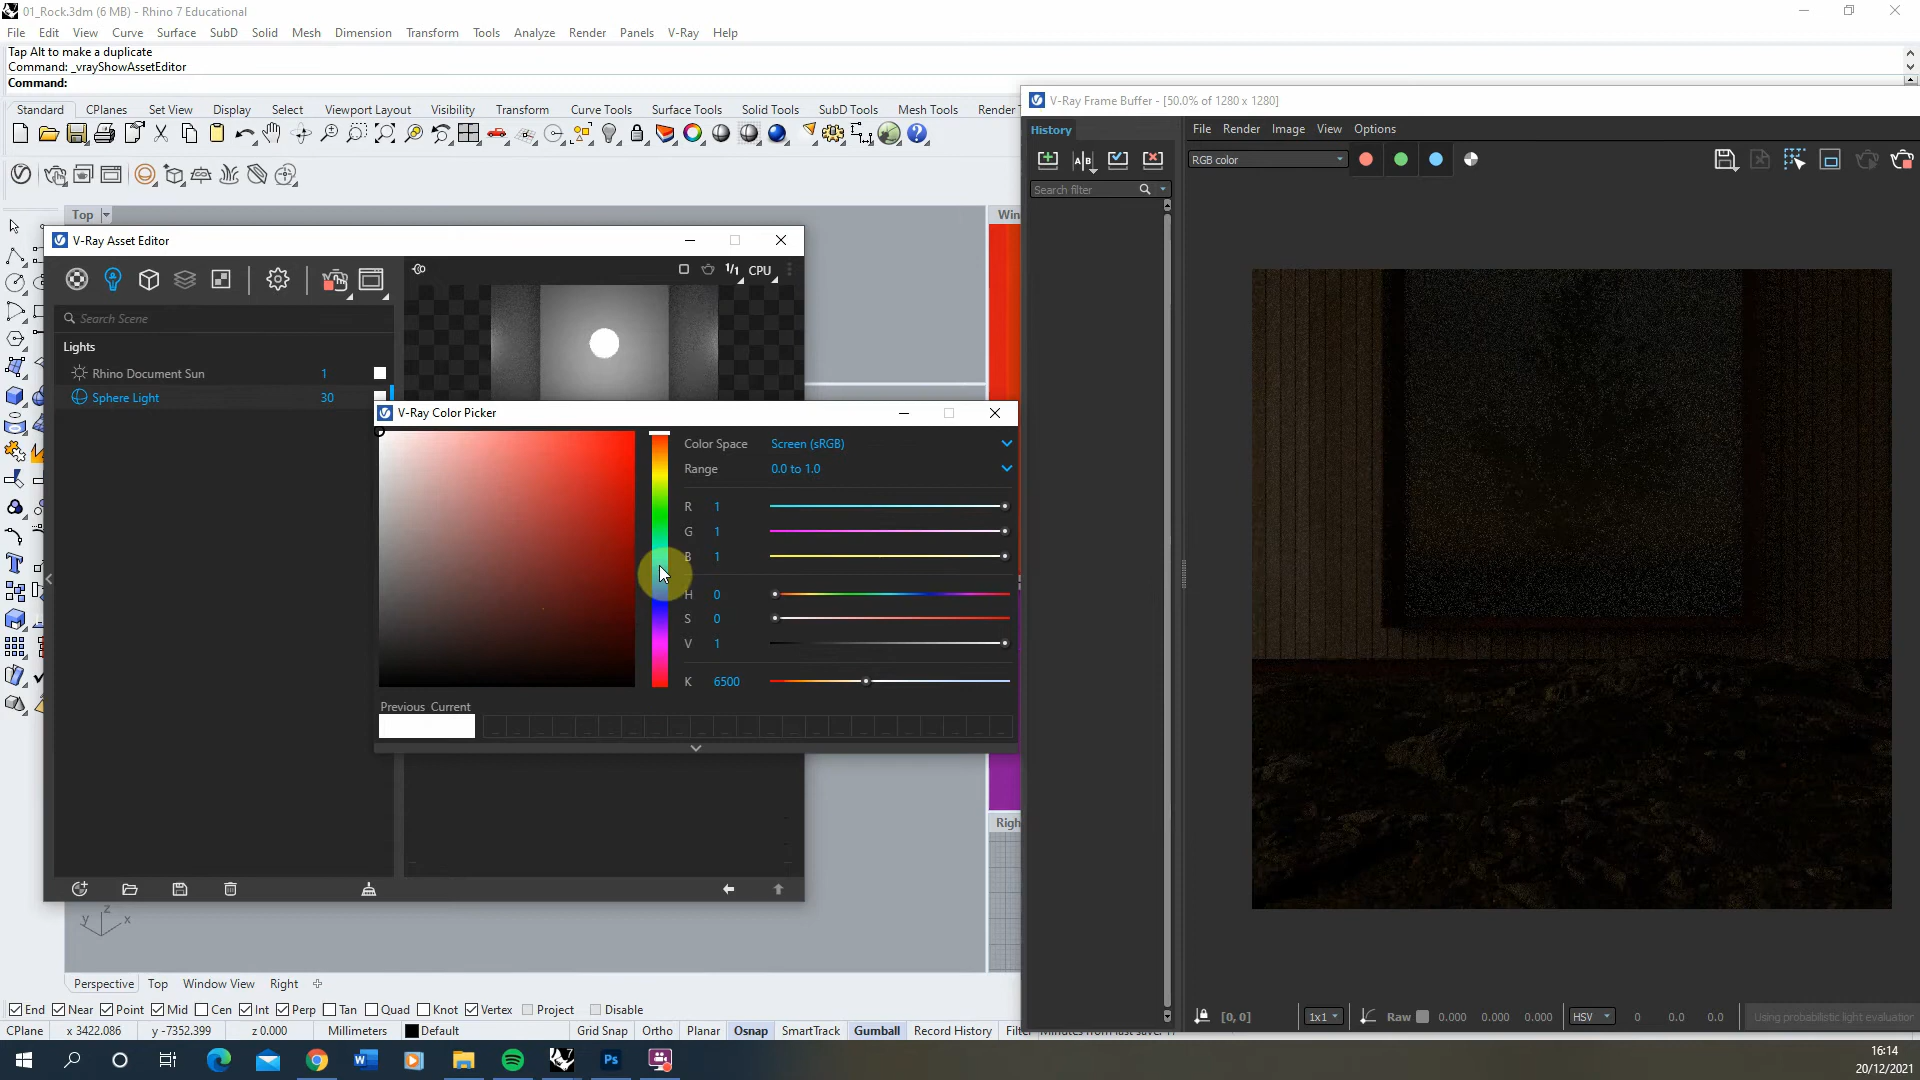 01_Rock.3dm (6 MB) - Rhino 7 Educational
File Edit View Curve Surface SubD Solid Mesh Dimension Transform Tools Analyze Render Panels V-Ray Help
Tap Alt to make a duplicate
Command: _vrayShowAssetEditor
Command:
Standard CPlanes Set View Display Select Viewport Layout Visibility Transform Curve Tools Surface Tools Solid Tools SubD Tools Mesh Tools Render T
V-Ray Frame Buffer - [50.0% of 1280 x 1280]
History
File Render Image View Options
RGB color
Search filter
Top
Win
V-Ray Asset Editor
1/1 CPU
Search Scene
Lights
Rhino Document Sun 1
Sphere Light 30
V-Ray Color Picker
Color Space Screen (sRGB)
Range 0.0 to 1.0
R 1
G 1
B 1
H 0
S 0
V 1
K 6500
Previous Current
Righ
z
y x
Perspective Top Window View Right
End Near Point Mid Cen Int Perp Tan Quad Knot Vertex Project Disable
CPlane x 3422.086 y -7352.399 z 0.000 Millimeters Default Grid Snap Ortho Planar Osnap SmartTrack Gumball Record History Filter
[0, 0] 1x1 Raw 0.000 0.000 0.000 HSV 0 0.0 0.0 Using probabilistic light evaluation
16:14
20/12/2021